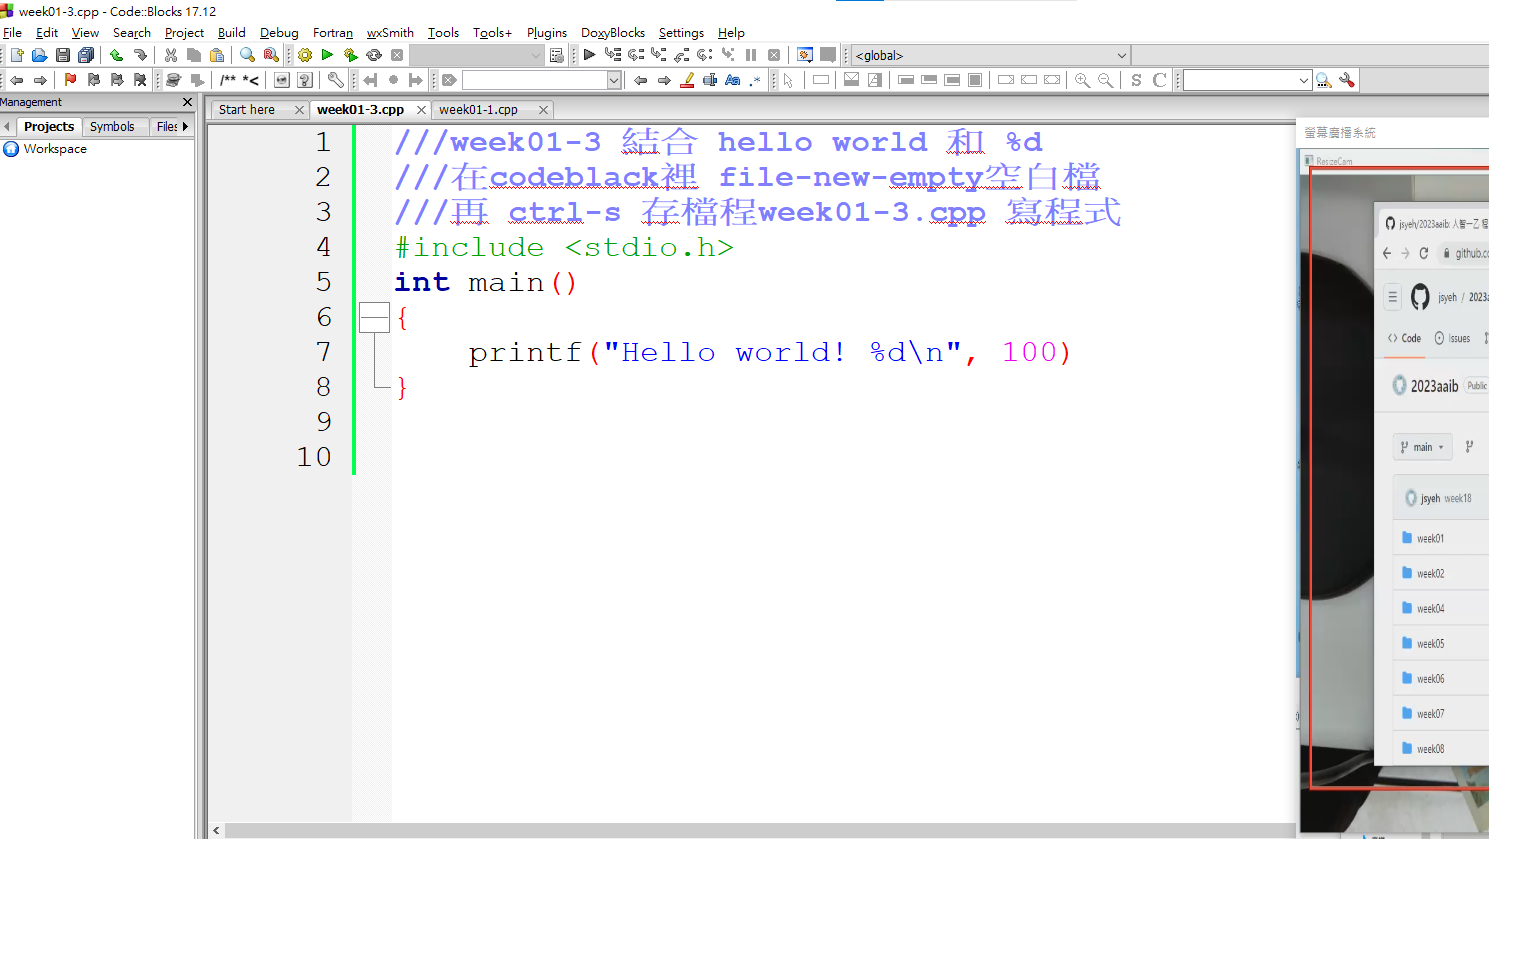 week01-3.cpp - Code::Blocks 17.12
File Edit View Search Project Build Debug Fortran wxSmith Tools Tools+ Plugins DoxyBlocks Settings Help
<global>
/** *<
Aa .*
S C
Management
Projects Symbols Files
Workspace
Start here week01-3.cpp week01-1.cpp
1 ///week01-3 結合 hello world 和 %d
2 ///在codeblack裡 file-new-empty空白檔
3 ///再 ctrl-s 存檔程week01-3.cpp 寫程式
4 #include <stdio.h>
5 int main()
6 {
7 printf("Hello world! %d\n", 100)
8 }
9
10
螢幕廣播系統
ResizeCam
jsyeh/2023aaib: 人智一乙 程
github.co
jsyeh / 2023a
Code Issues
2023aaib Public
main
jsyeh week18
week01
week02
week04
week05
week06
week07
week08